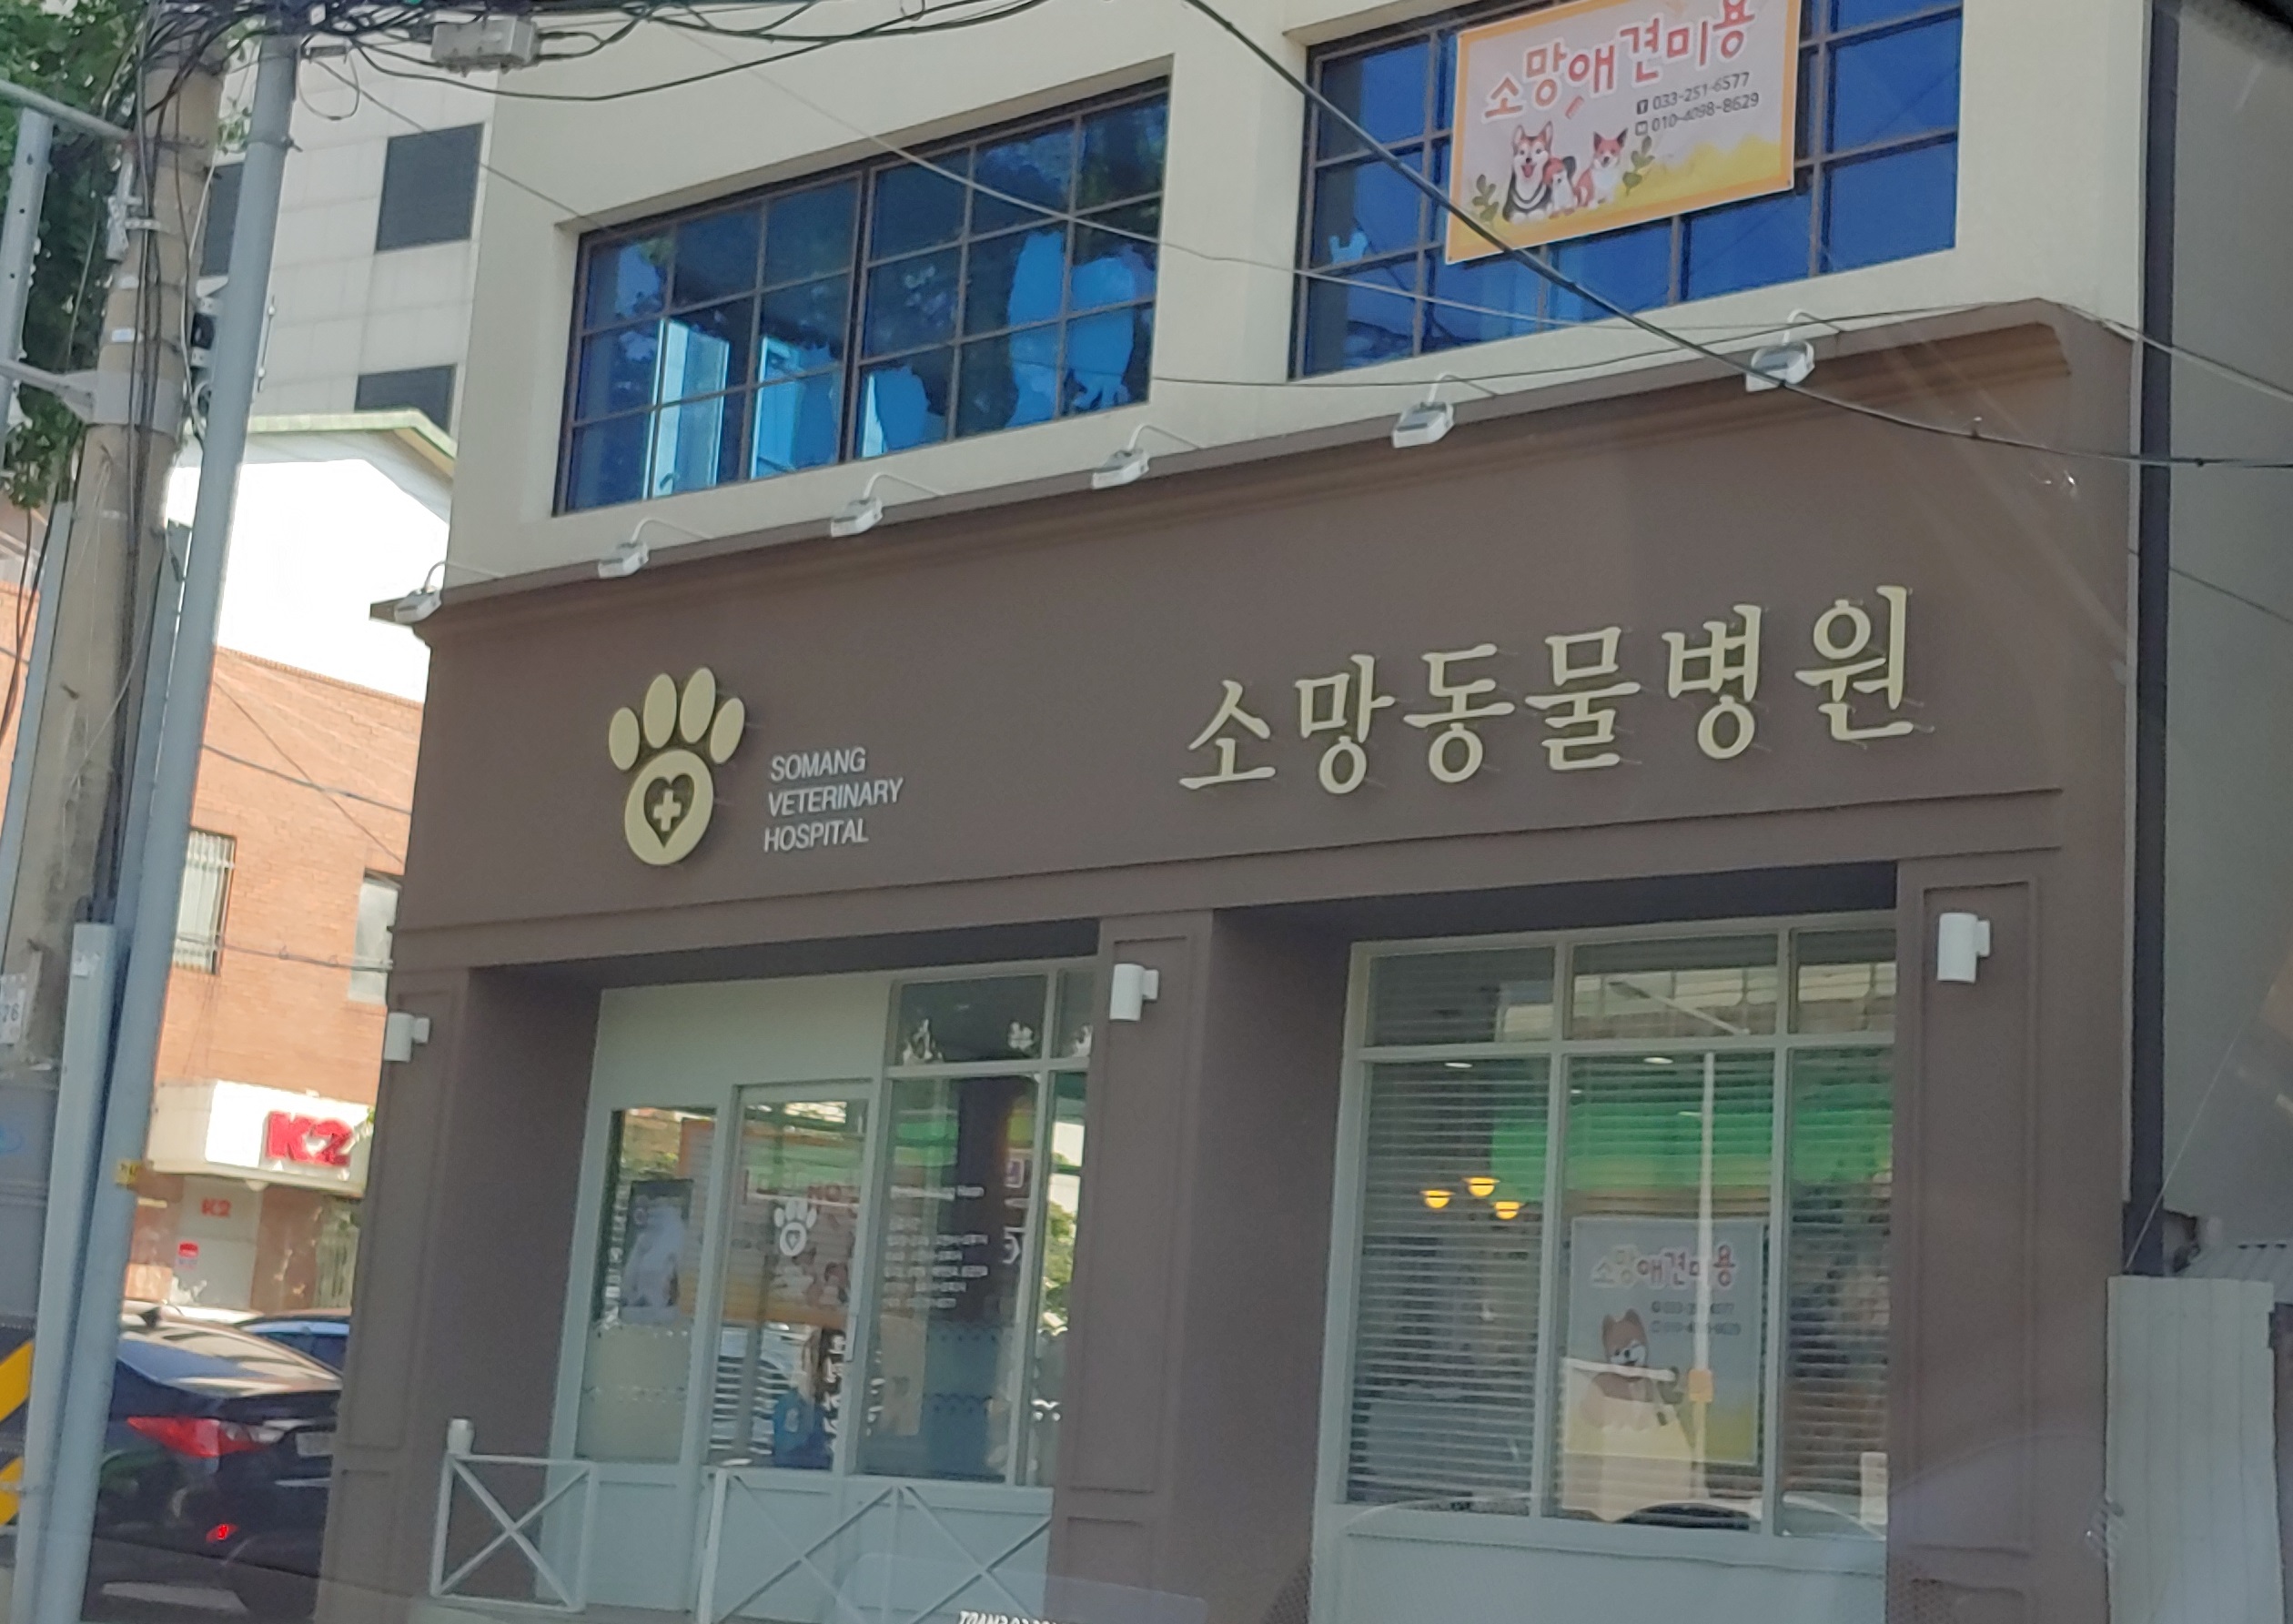 소망애견미용
033-251-6577
010-4098-8629
SOMANG
VETERINARY
HOSPITAL
소망동물병원
K2
K2
소망애견미용